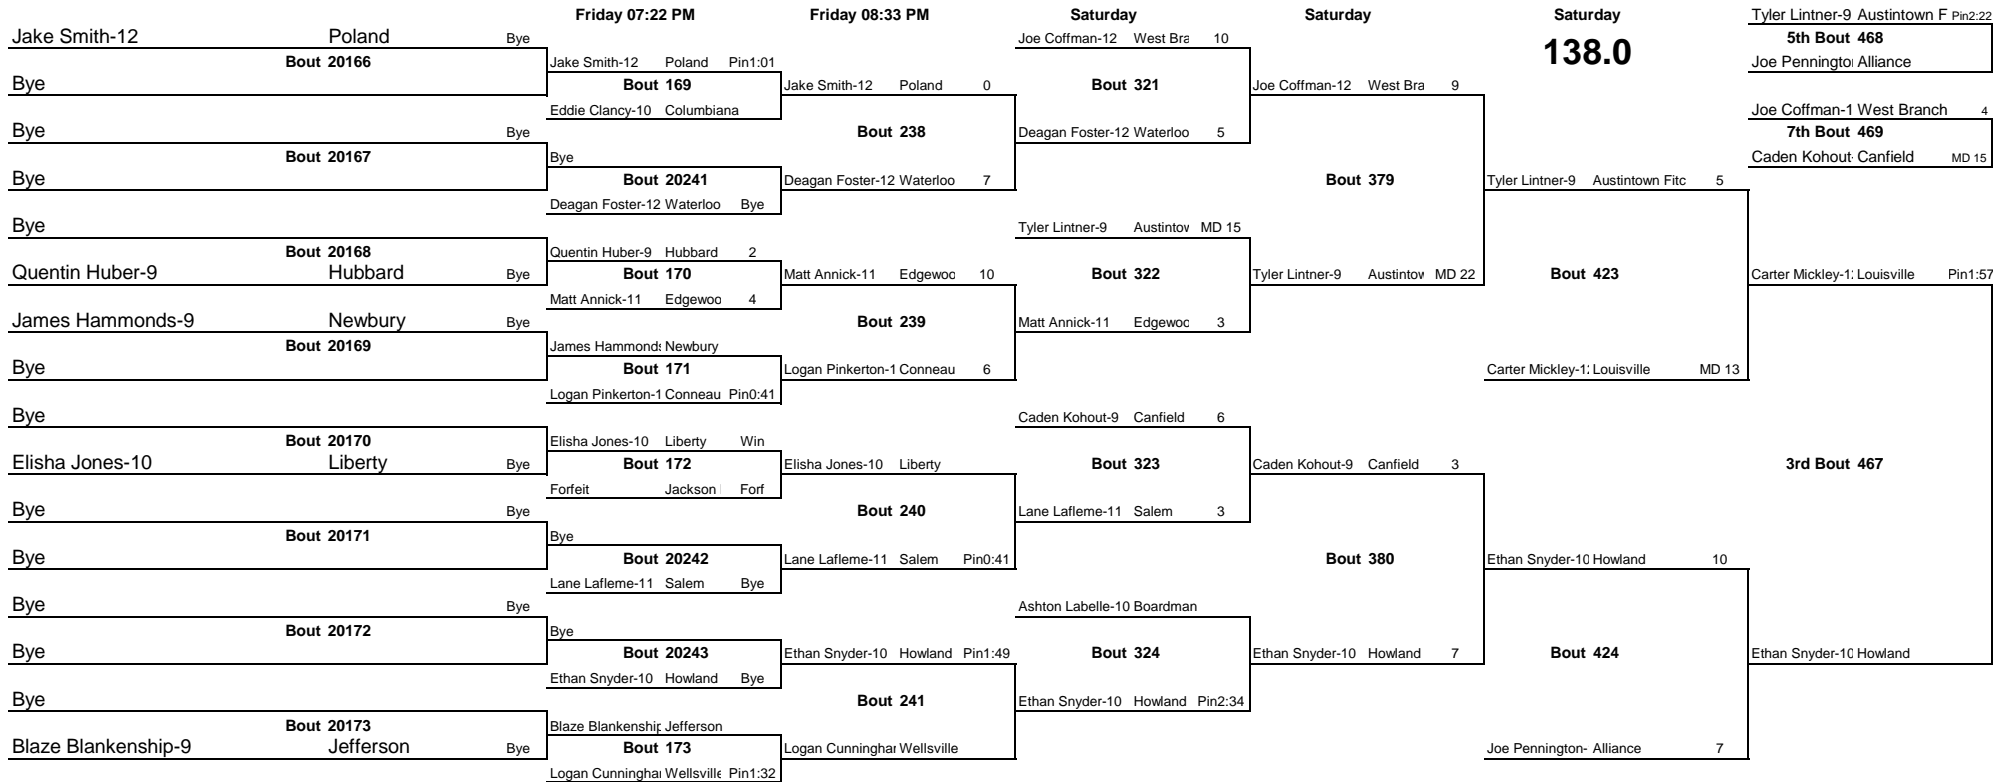 Friday 07:22 PM Friday 08:33 PM Saturday Saturday Saturday
138.0
Jake Smith-12 Poland Bye
Bout 20166
Bye
Bye Bye
Bout 20167
Bye
Bye
Bout 20168
Quentin Huber-9 Hubbard Bye
James Hammonds-9 Newbury Bye
Bout 20169
Bye
Bye
Bout 20170
Elisha Jones-10 Liberty Bye
Bye Bye
Bout 20171
Bye
Bye Bye
Bout 20172
Bye
Bye
Bout 20173
Blaze Blankenship-9 Jefferson Bye
Jake Smith-12 Poland Pin1:01
Bout 169
Eddie Clancy-10 Columbiana
Bye
Bout 20241
Deagan Foster-12 Waterloo Bye
Quentin Huber-9 Hubbard 2
Bout 170
Matt Annick-11 Edgewoo 4
James Hammonds Newbury
Bout 171
Logan Pinkerton-1 Conneau Pin0:41
Elisha Jones-10 Liberty Win
Bout 172
Forfeit Jackson Forf
Bye
Bout 20242
Lane Lafleme-11 Salem Bye
Bye
Bout 20243
Ethan Snyder-10 Howland Bye
Blaze Blankenship Jefferson
Bout 173
Logan Cunningha Wellsville Pin1:32
Jake Smith-12 Poland 0
Bout 238
Deagan Foster-12 Waterloo 7
Matt Annick-11 Edgewoo 10
Bout 239
Logan Pinkerton-1 Conneau 6
Elisha Jones-10 Liberty
Bout 240
Lane Lafleme-11 Salem Pin0:41
Ethan Snyder-10 Howland Pin1:49
Bout 241
Logan Cunninghar Wellsville
Joe Coffman-12 West Bra 10
Bout 321
Deagan Foster-12 Waterloo 5
Tyler Lintner-9 Austintov MD 15
Bout 322
Matt Annick-11 Edgewoo 3
Caden Kohout-9 Canfield 6
Bout 323
Lane Lafleme-11 Salem 3
Ashton Labelle-10 Boardman
Bout 324
Ethan Snyder-10 Howland Pin2:34
Joe Coffman-12 West Bra 9
Bout 379
Tyler Lintner-9 Austintow MD 22
Caden Kohout-9 Canfield 3
Bout 380
Ethan Snyder-10 Howland 7
Tyler Lintner-9 Austintown Fitc 5
Bout 423
Carter Mickley-1 Louisville MD 13
Ethan Snyder-10 Howland 10
Bout 424
Joe Pennington- Alliance 7
Carter Mickley-1 Louisville Pin1:57
3rd Bout 467
Ethan Snyder-10 Howland
Tyler Lintner-9 Austintown F Pin2:22
5th Bout 468
Joe Penningto Alliance
Joe Coffman-1 West Branch 4
7th Bout 469
Caden Kohout- Canfield MD 15